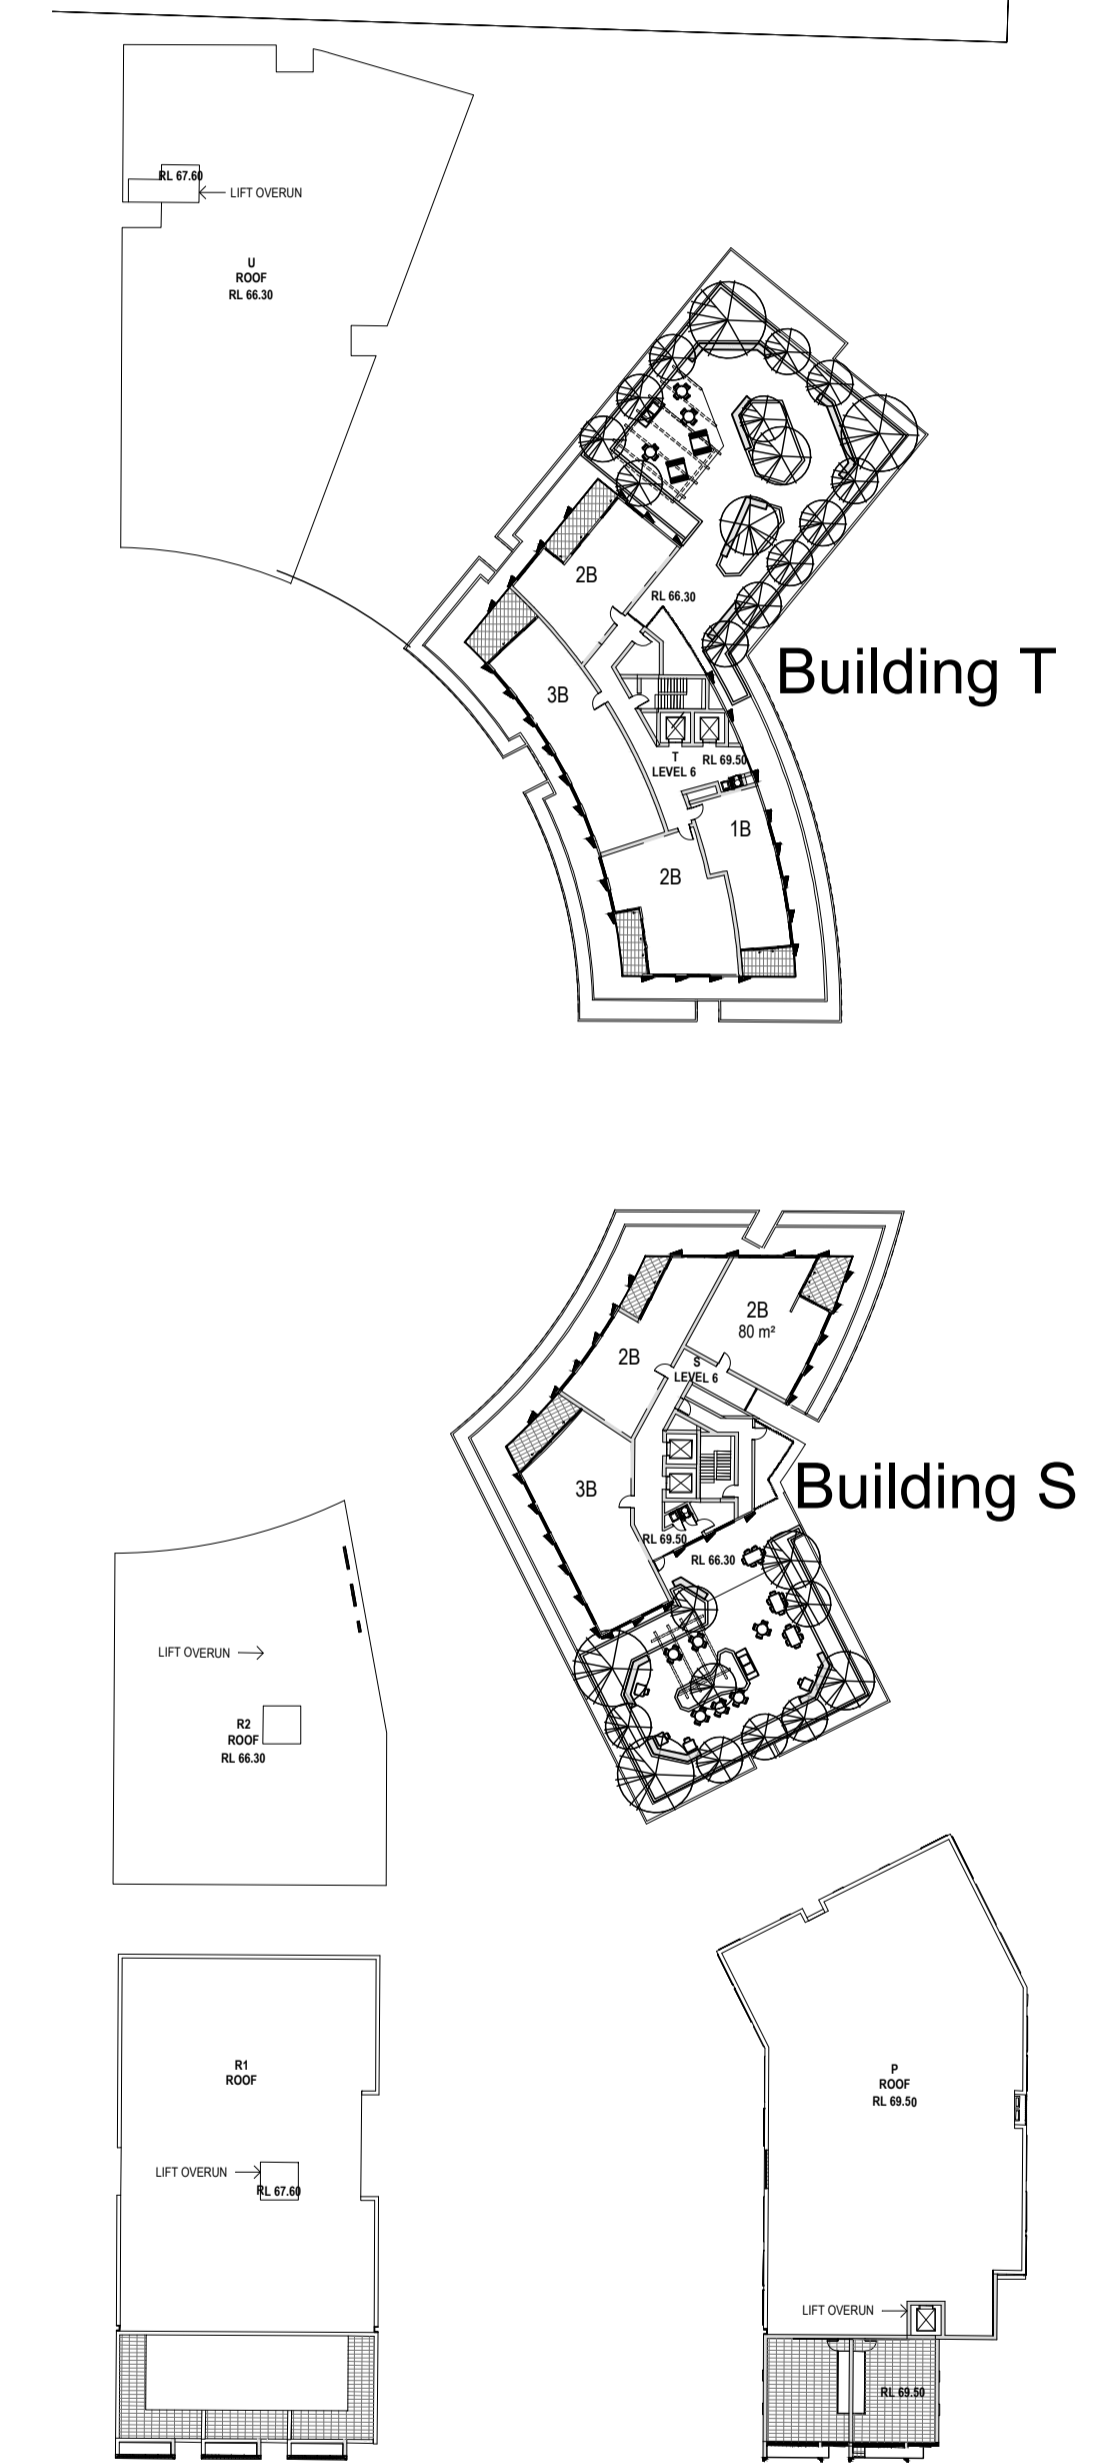 RL 67.60
LIFT OVERUN
U
ROOF
RL 66.30
2B
RL 66.30
Building T
3B
T
LEVEL 6
RL 69.50
1B
2B
2B
80 m²
2B
S
LEVEL 6
3B
Building S
RL 69.50
RL 66.30
LIFT OVERUN
R2
ROOF
RL 66.30
R1
ROOF
LIFT OVERUN
RL 67.60
P
ROOF
RL 69.50
LIFT OVERUN
RL 69.50